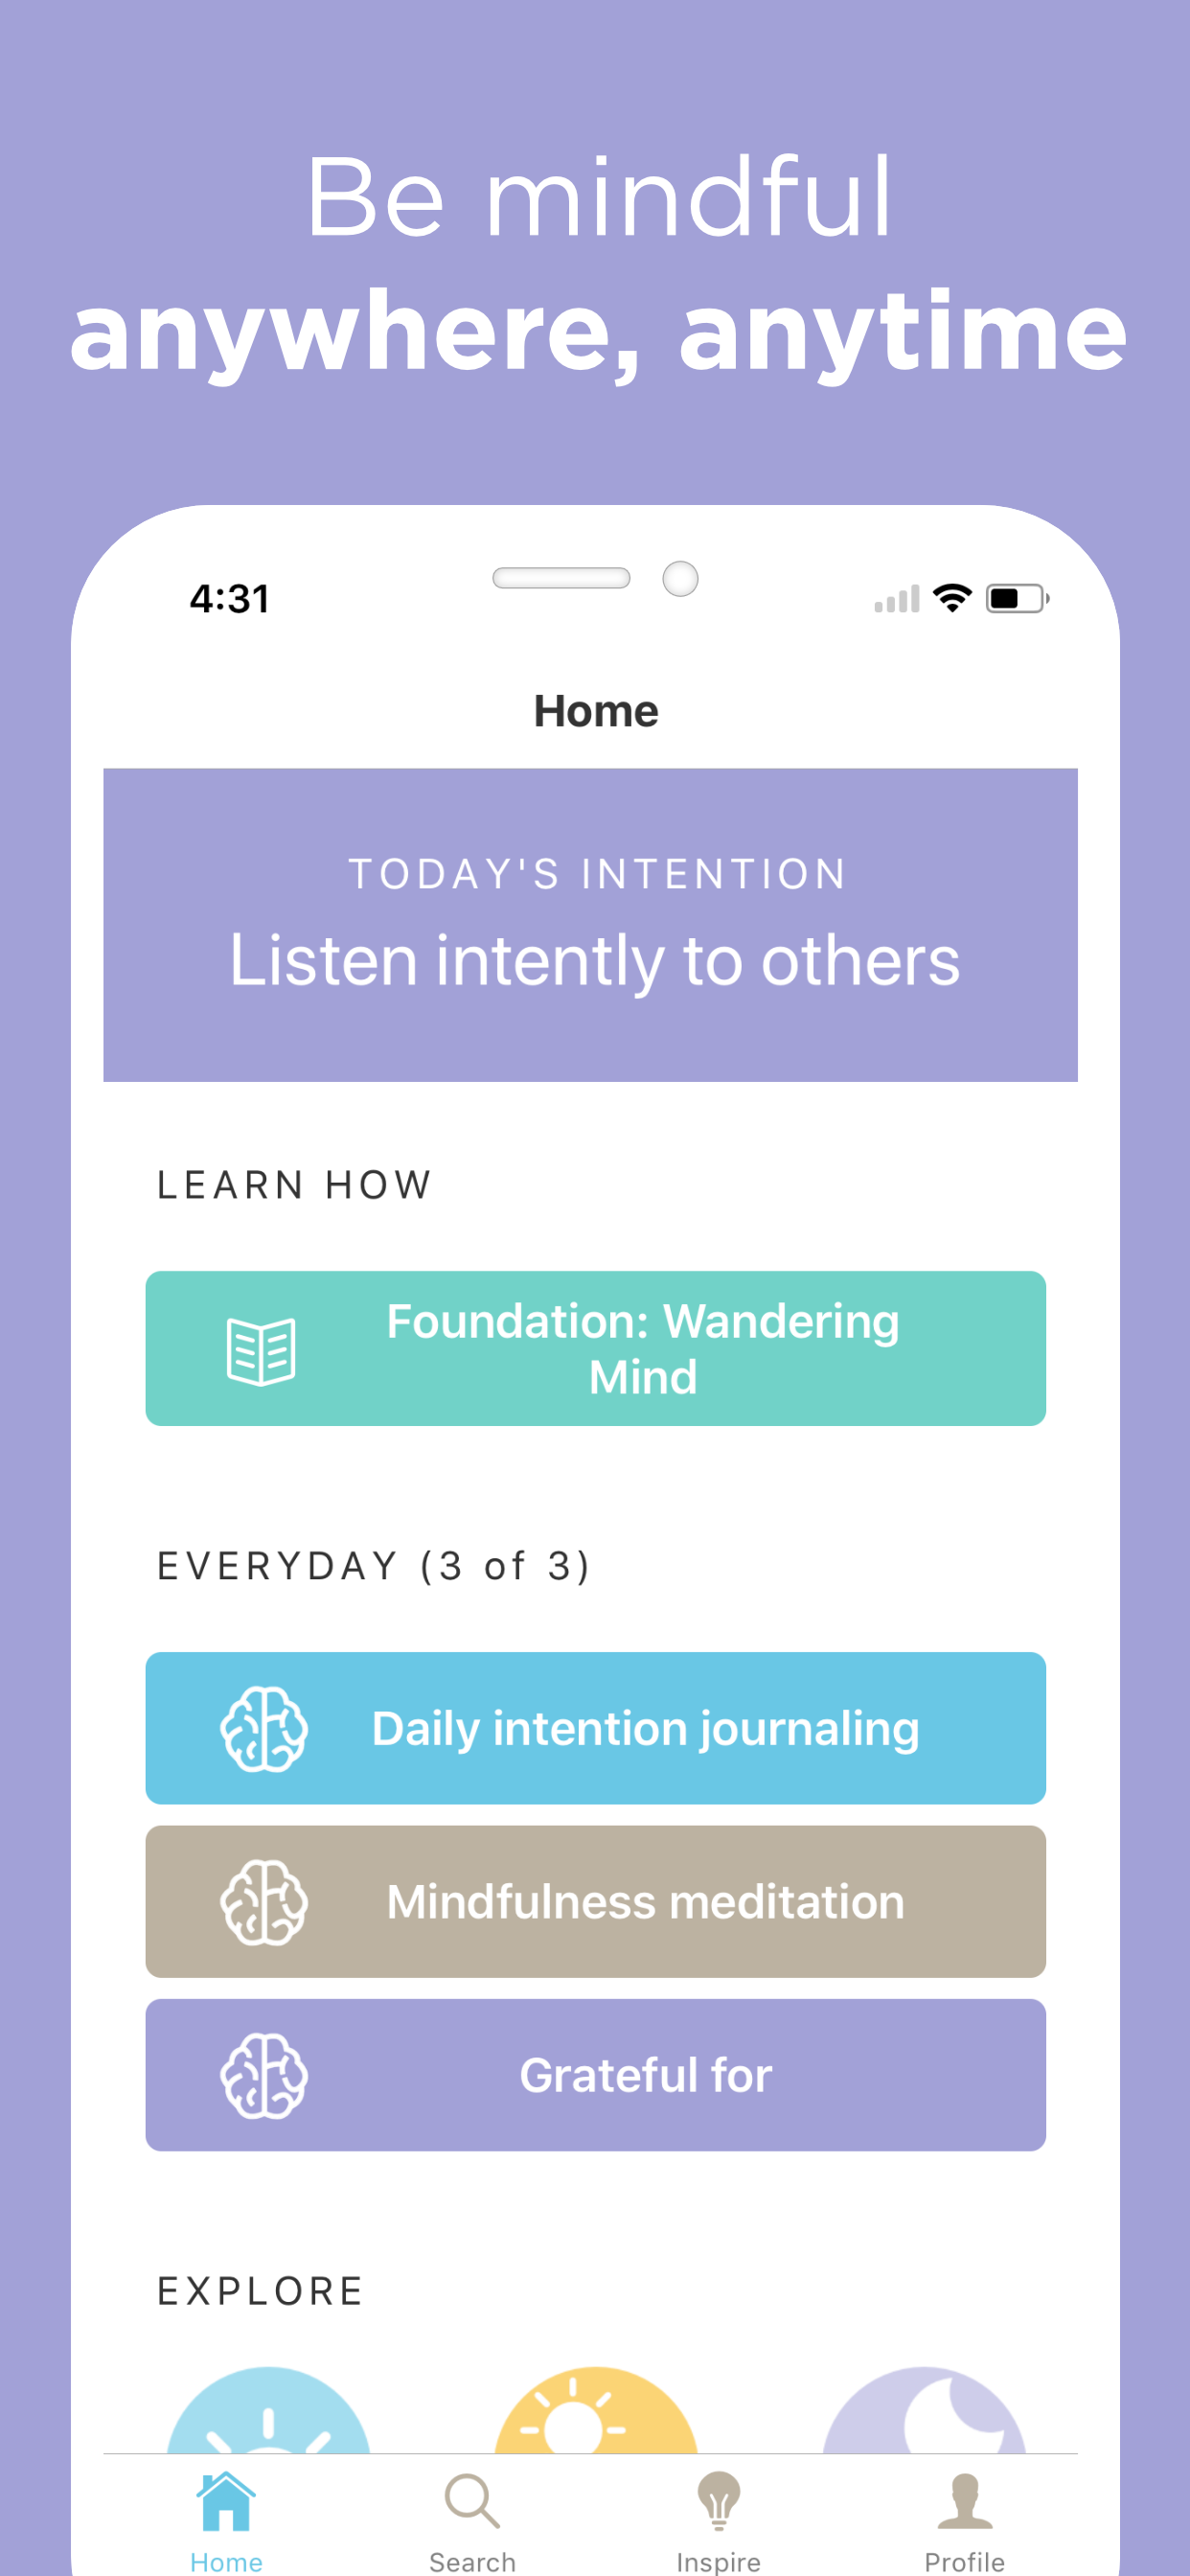 Be mindful
anywhere, anytime
4:31
Home
TODAY'S INTENTION
Listen intently to others
LEARN HOW
Foundation: Wandering
Mind
EVERYDAY (3 of 3)
Daily intention journaling
Mindfulness meditation
Grateful for
EXPLORE
Home
Search
Inspire
Profile